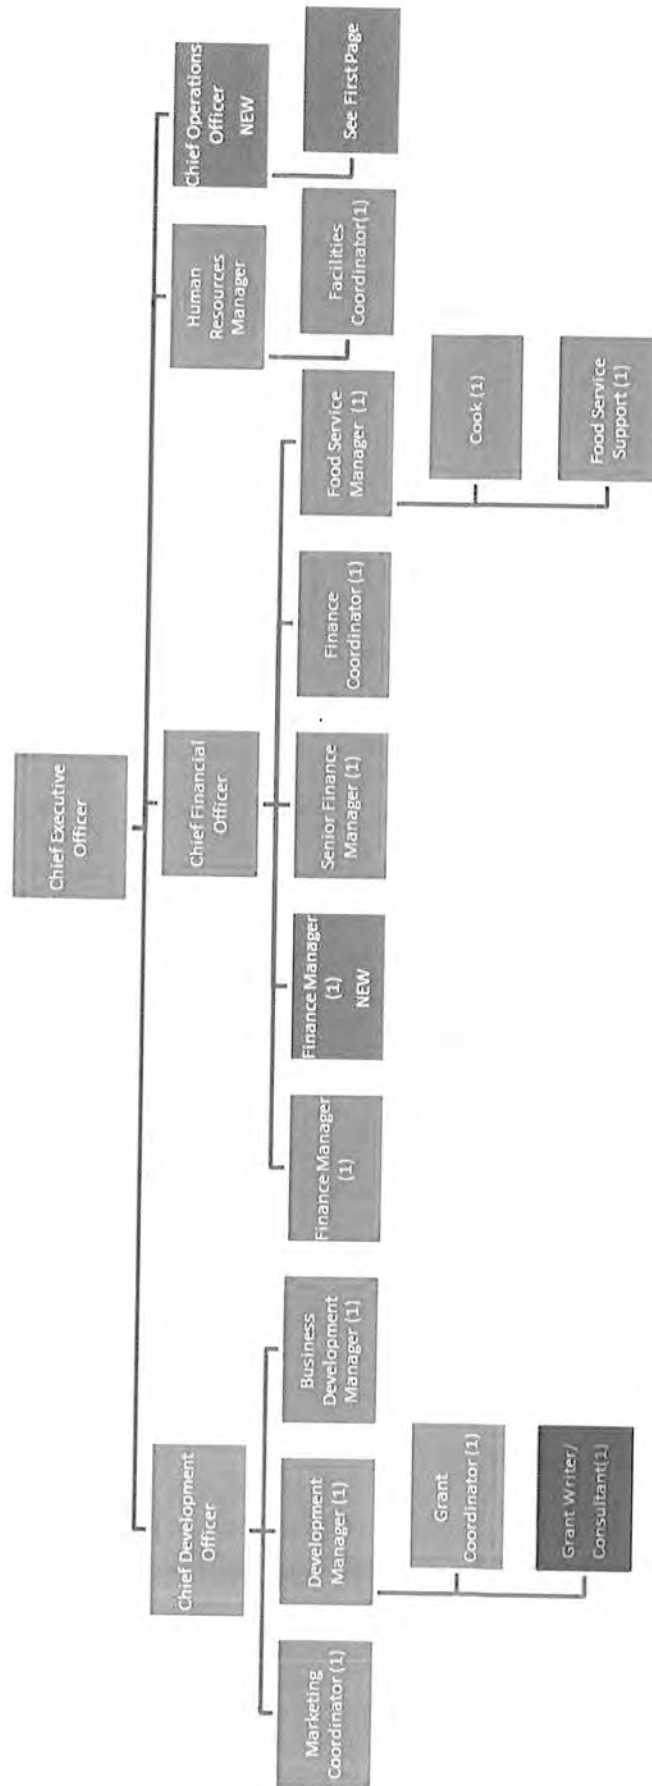 Chief Executive
Officer
Chief Development
Officer
Chief Financial
Officer
Human
Resources
Manager
Chief Operations
Officer
NEW
Marketing
Coordinator (1)
Development
Manager (1)
Business
Development
Manager (1)
Finance Manager
(1)
Finance Manager
(1)
NEW
Senior Finance
Manager (1)
Finance
Coordinator (1)
Food Service
Manager (1)
Facilities
Coordinator(1)
See First Page
Grant
Coordinator (1)
Grant Writer/
Consultant(1)
Cook (1)
Food Service
Support (1)